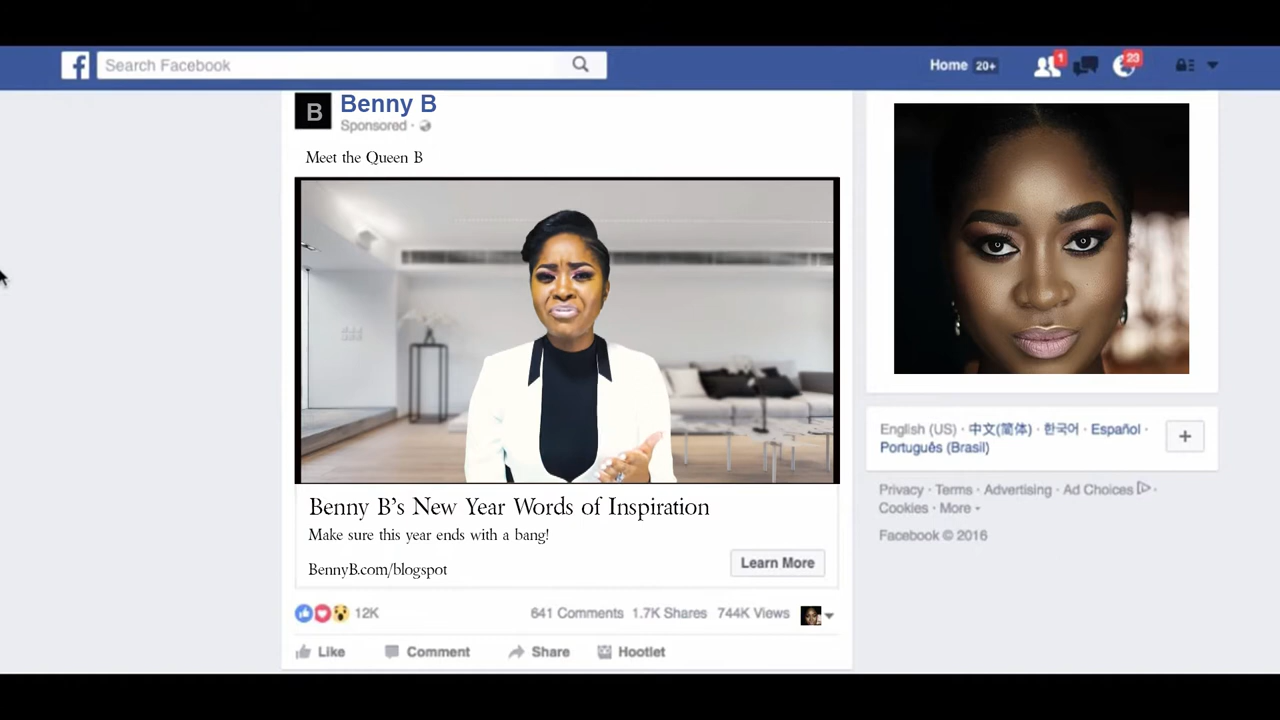 f
Search Facebook
Home 20+
1
23
B
Benny B
Sponsored ·
Meet the Queen B
Benny B's New Year Words of Inspiration
Make sure this year ends with a bang!
BennyB.com/blogspot
Learn More
12K
641 Comments 1.7K Shares 744K Views
Like Comment Share Hootlet
English (US) · 中文(简体) · 한국어 · Español ·
Português (Brasil)
+
Privacy · Terms · Advertising · Ad Choices ·
Cookies · More
Facebook © 2016